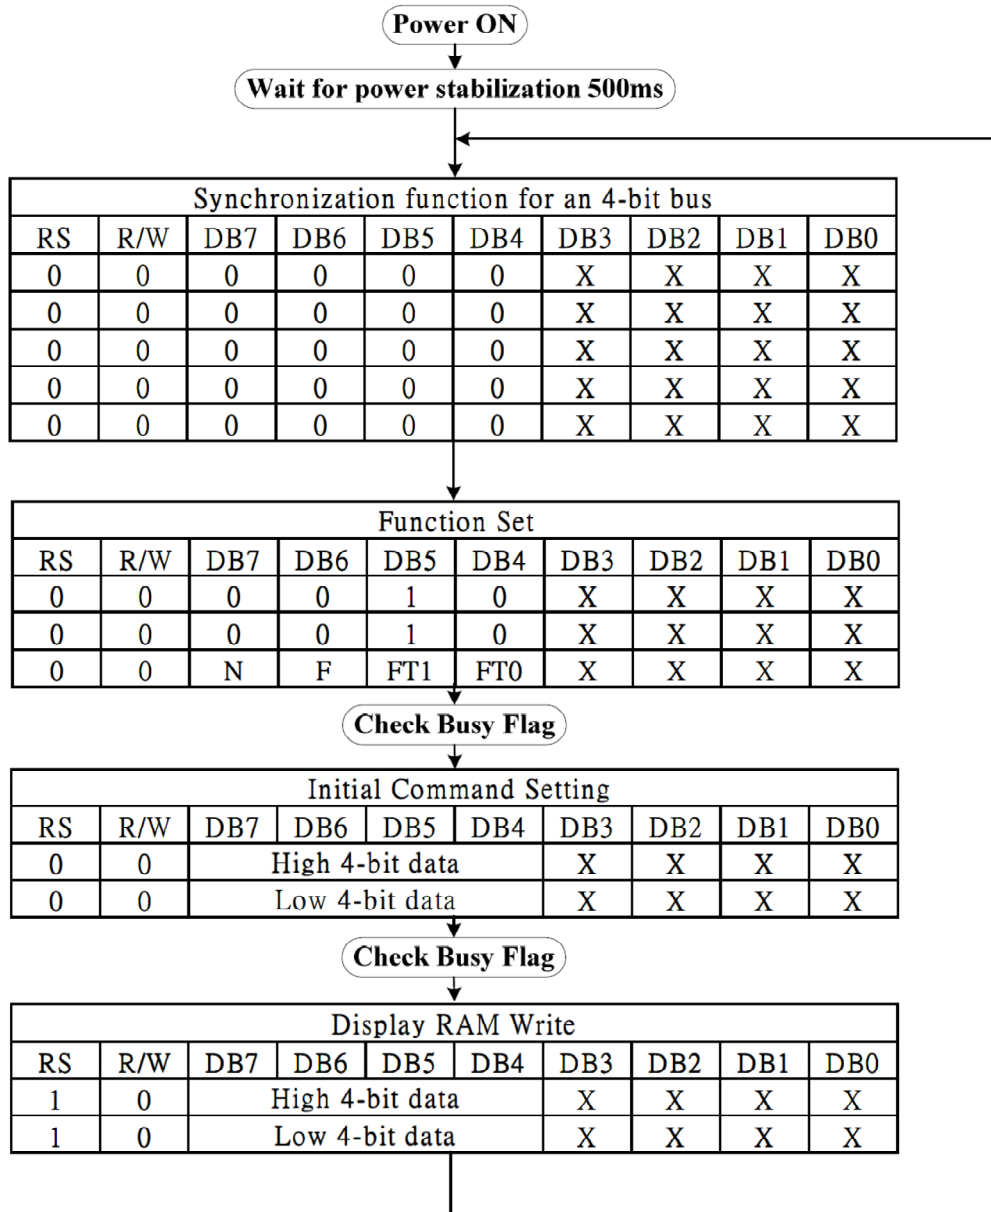 Power ON
Wait for power stabilization 500ms
Synchronization function for an 4-bit bus
RS R/W DB7 DB6 DB5 DB4 DB3 DB2 DB1 DB0
0 0 0 0 0 0 X X X X
0 0 0 0 0 0 X X X X
0 0 0 0 0 0 X X X X
0 0 0 0 0 0 X X X X
0 0 0 0 0 0 X X X X
Function Set
RS R/W DB7 DB6 DB5 DB4 DB3 DB2 DB1 DB0
0 0 0 0 1 0 X X X X
0 0 0 0 1 0 X X X X
0 0 N F FT1 FT0 X X X X
Check Busy Flag
Initial Command Setting
RS R/W DB7 DB6 DB5 DB4 DB3 DB2 DB1 DB0
0 0 High 4-bit data X X X X
0 0 Low 4-bit data X X X X
Check Busy Flag
Display RAM Write
RS R/W DB7 DB6 DB5 DB4 DB3 DB2 DB1 DB0
1 0 High 4-bit data X X X X
1 0 Low 4-bit data X X X X